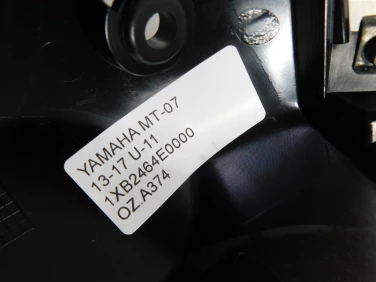 YAMAHA MT-07
13-17 U-11
1XB2464E0000
OZ.A374